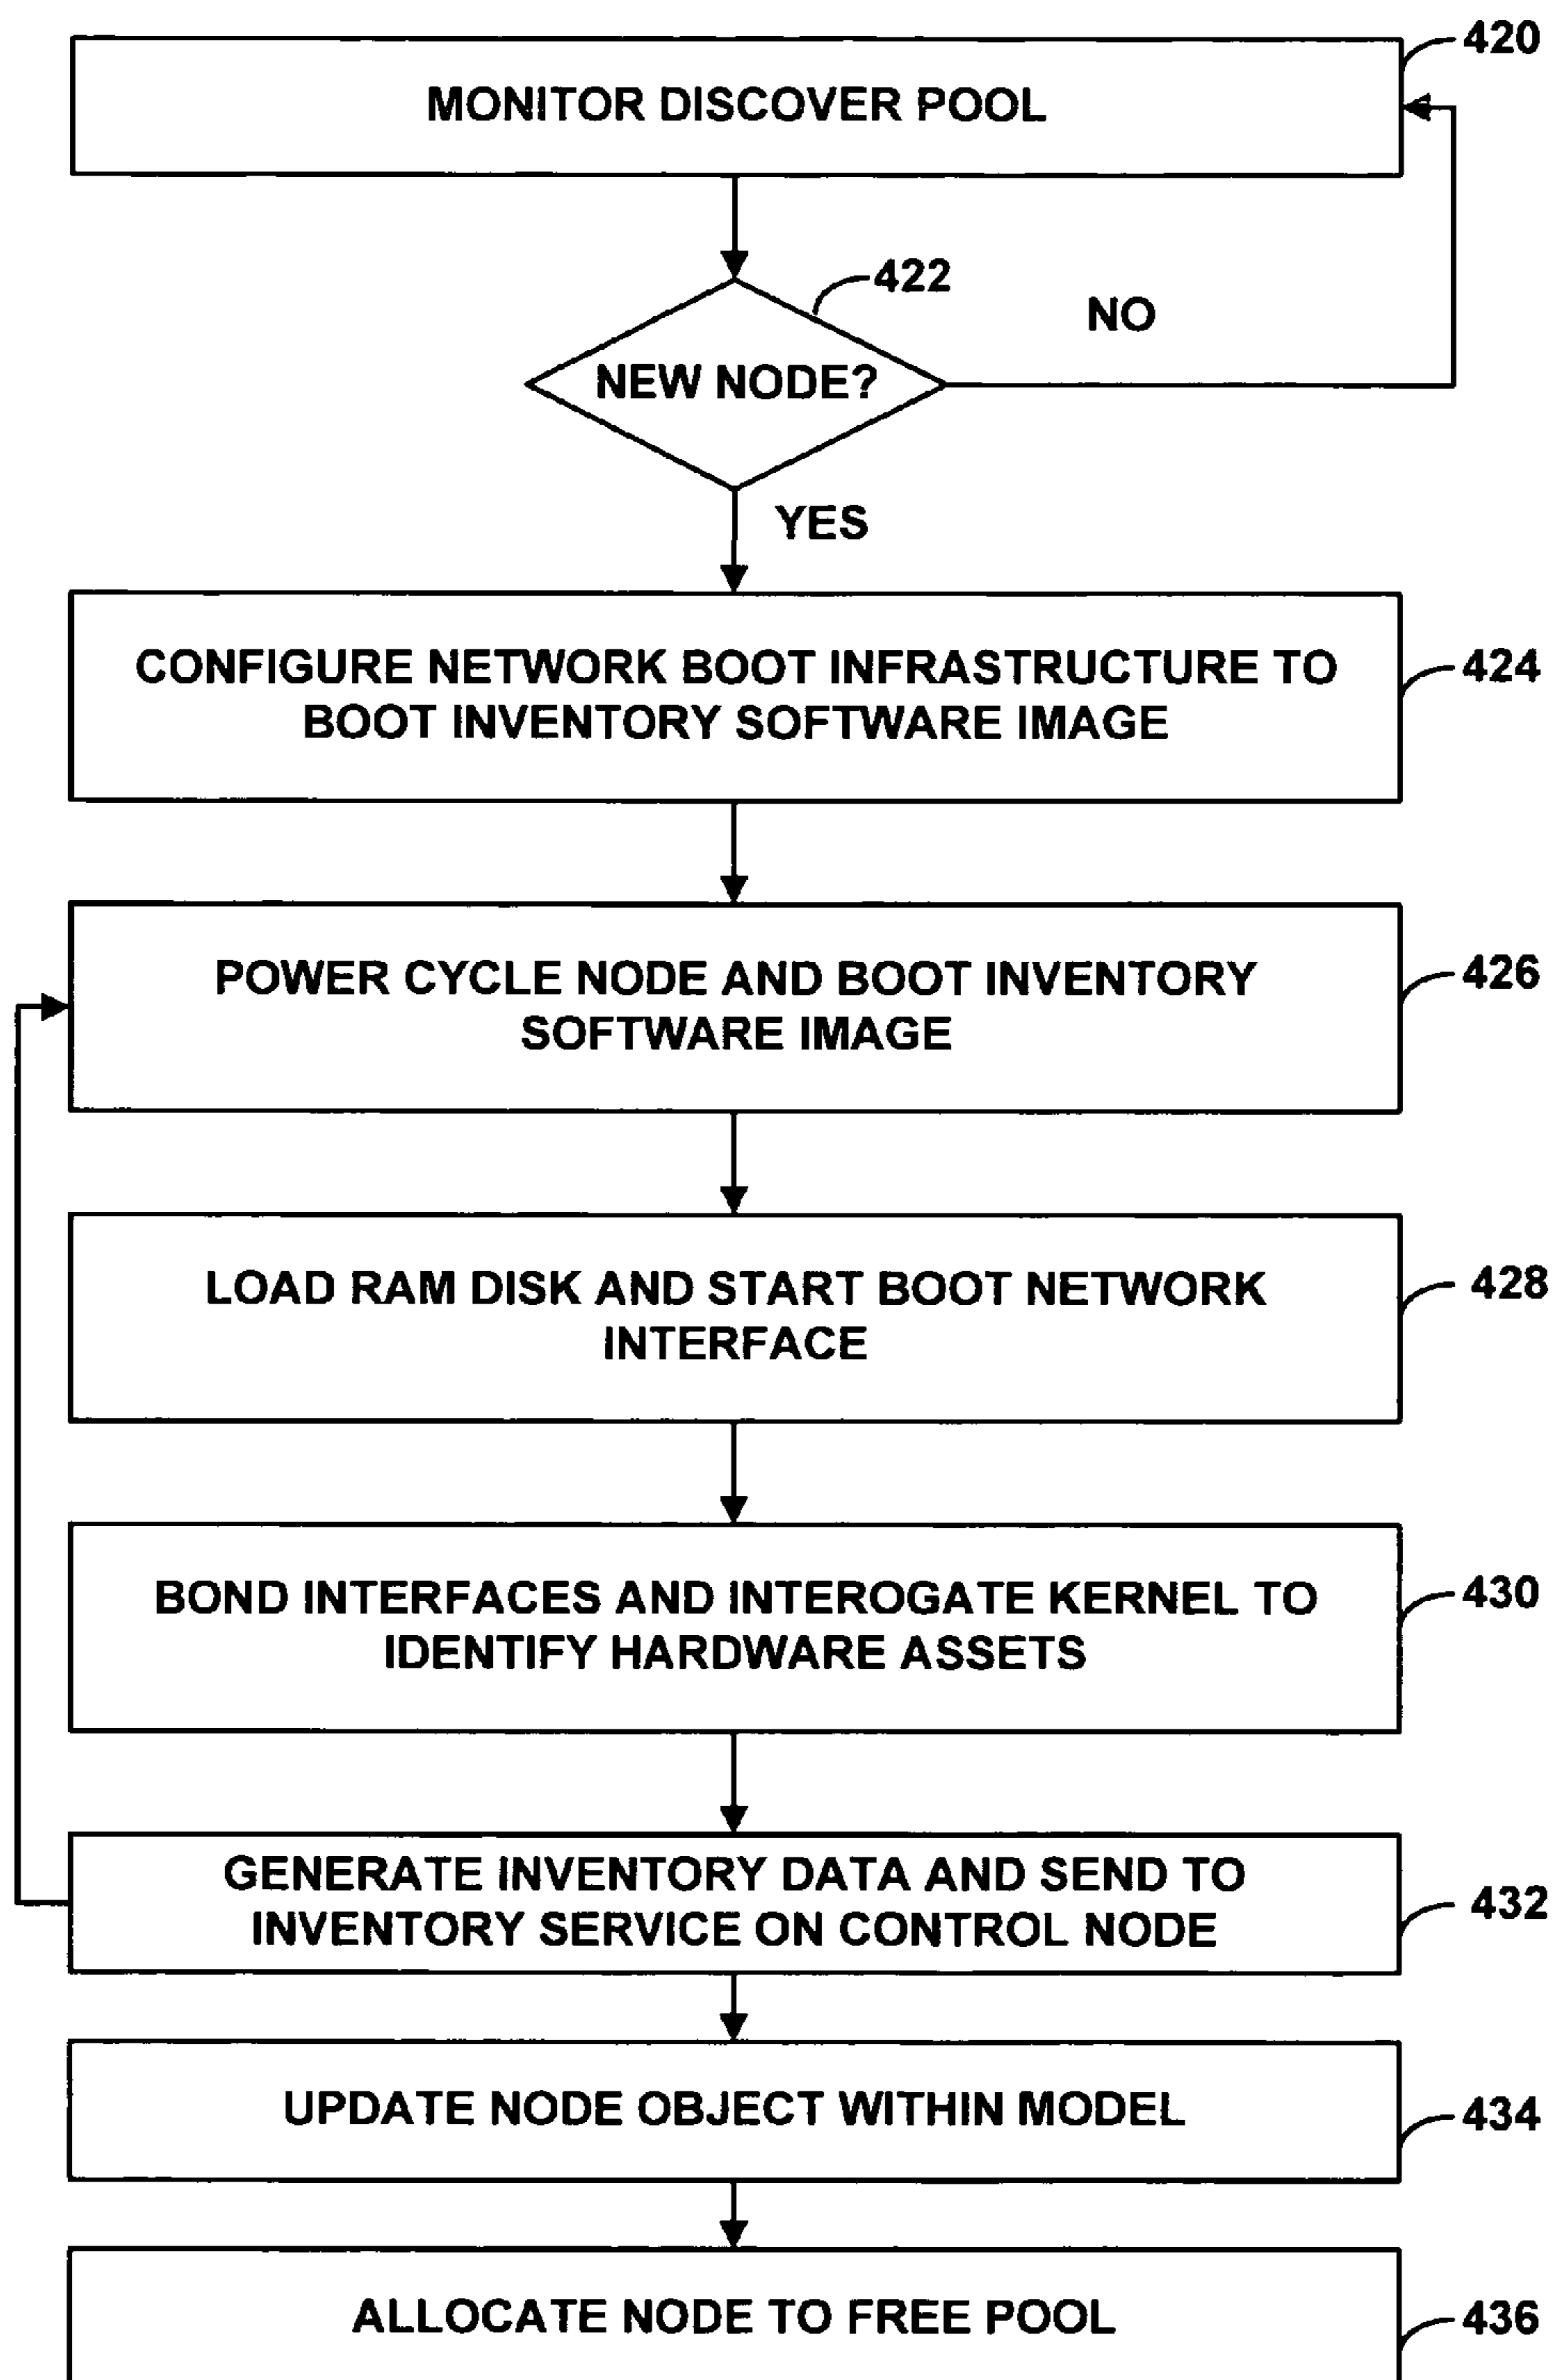 420
MONITOR DISCOVER POOL
422
NO
NEW NODE?
YES
CONFIGURE NETWORK BOOT INFRASTRUCTURE TO
BOOT INVENTORY SOFTWARE IMAGE
424
POWER CYCLE NODE AND BOOT INVENTORY
SOFTWARE IMAGE
426
LOAD RAM DISK AND START BOOT NETWORK
INTERFACE
428
BOND INTERFACES AND INTEROGATE KERNEL TO
IDENTIFY HARDWARE ASSETS
430
GENERATE INVENTORY DATA AND SEND TO
INVENTORY SERVICE ON CONTROL NODE
432
UPDATE NODE OBJECT WITHIN MODEL
434
ALLOCATE NODE TO FREE POOL
436